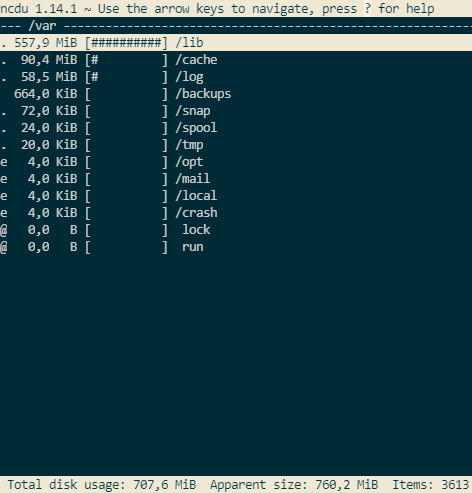 ncdu 1.14.1 ~ Use the arrow keys to navigate, press ? for help
--- /var ----------------------------------------------------------
. 557,9 MiB [##########] /lib
.  90,4 MiB [#         ] /cache
.  58,5 MiB [#         ] /log
  664,0 KiB [          ] /backups
.  72,0 KiB [          ] /snap
.  24,0 KiB [          ] /spool
.  20,0 KiB [          ] /tmp
e   4,0 KiB [          ] /opt
e   4,0 KiB [          ] /mail
e   4,0 KiB [          ] /local
e   4,0 KiB [          ] /crash
@   0,0   B [          ]  lock
@   0,0   B [          ]  run
Total disk usage: 707,6 MiB  Apparent size: 760,2 MiB  Items: 3613